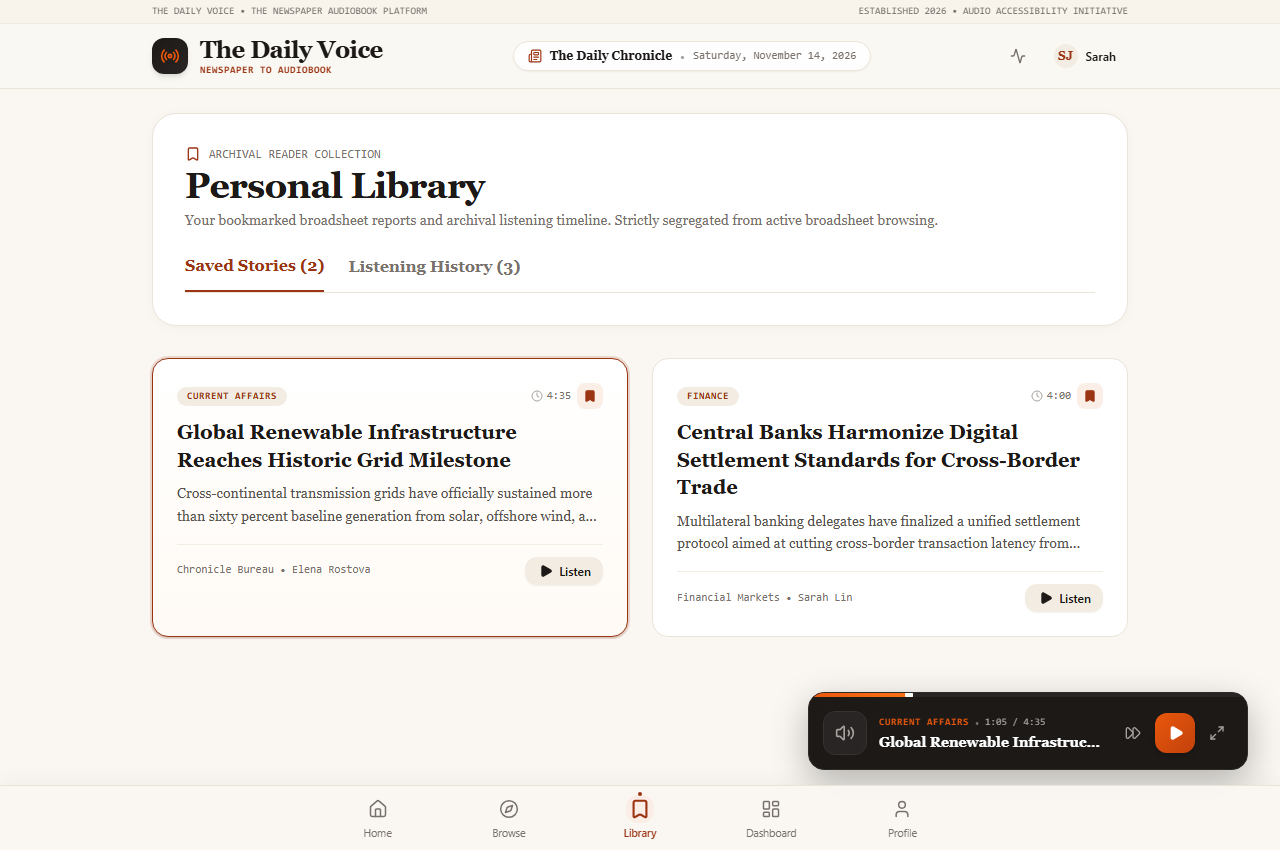 THE DAILY VOICE • THE NEWSPAPER AUDIOBOOK PLATFORM
ESTABLISHED 2026 • AUDIO ACCESSIBILITY INITIATIVE
The Daily Voice
NEWSPAPER TO AUDIOBOOK
The Daily Chronicle • Saturday, November 14, 2026
SJ Sarah
ARCHIVAL READER COLLECTION
Personal Library
Your bookmarked broadsheet reports and archival listening timeline. Strictly segregated from active broadsheet browsing.
Saved Stories (2)
Listening History (3)
CURRENT AFFAIRS
4:35
Global Renewable Infrastructure
Reaches Historic Grid Milestone
Cross-continental transmission grids have officially sustained more
than sixty percent baseline generation from solar, offshore wind, a...
Chronicle Bureau • Elena Rostova
Listen
FINANCE
4:00
Central Banks Harmonize Digital
Settlement Standards for Cross-Border
Trade
Multilateral banking delegates have finalized a unified settlement
protocol aimed at cutting cross-border transaction latency from...
Financial Markets • Sarah Lin
Listen
CURRENT AFFAIRS • 1:05 / 4:35
Global Renewable Infrastruc...
Home
Browse
Library
Dashboard
Profile